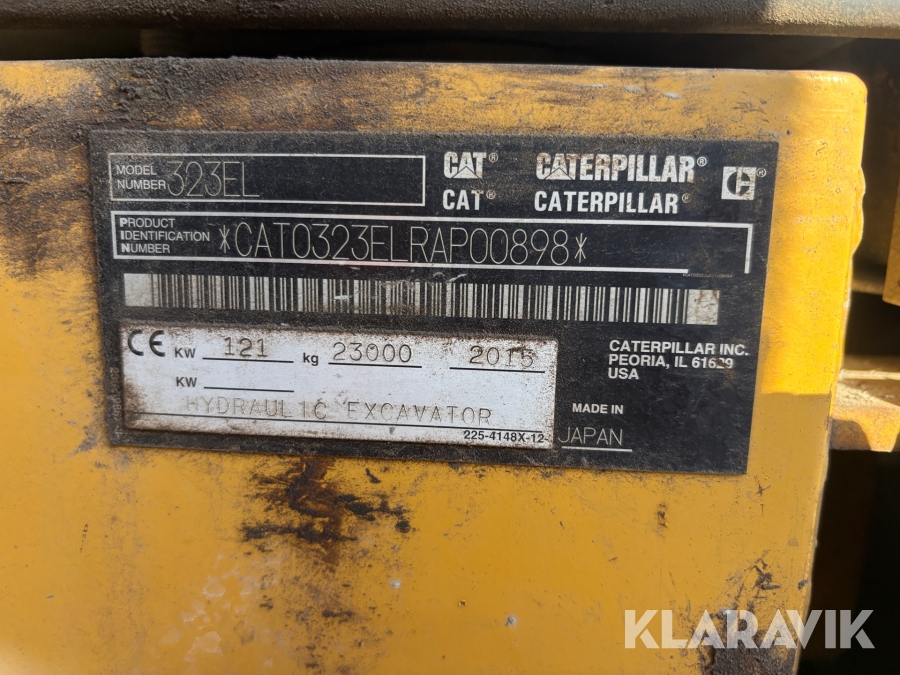 MODEL NUMBER 323EL
CAT® CATERPILLAR®
CAT® CATERPILLAR®
C®
PRODUCT IDENTIFICATION NUMBER *CAT0323ELRAP00898*
CE KW 121 kg 23000 2015
KW
HYDRAULIC EXCAVATOR
225-4148X-12
CATERPILLAR INC.
PEORIA, IL 61629
USA
MADE IN
JAPAN
KLARAVIK